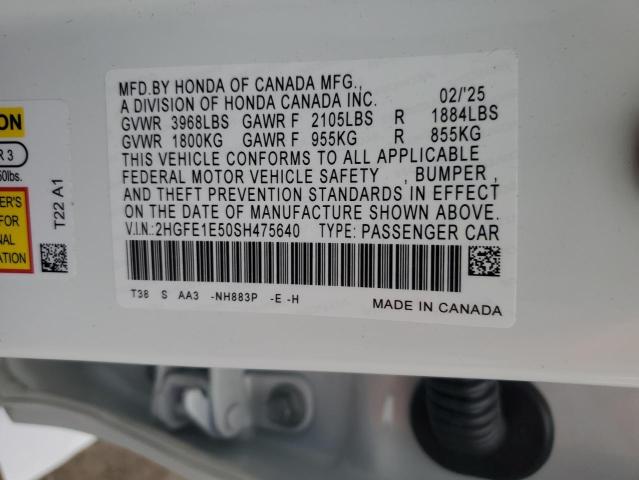 MFD.BY HONDA OF CANADA MFG.,
A DIVISION OF HONDA CANADA INC. 02/'25
GVWR 3968LBS GAWR F 2105LBS R 1884LBS
GVWR 1800KG GAWR F 955KG R 855KG
THIS VEHICLE CONFORMS TO ALL APPLICABLE
FEDERAL MOTOR VEHICLE SAFETY , BUMPER ,
AND THEFT PREVENTION STANDARDS IN EFFECT
ON THE DATE OF MANUFACTURE SHOWN ABOVE.
V.I.N.:2HGFE1E50SH475640 TYPE: PASSENGER CAR
T38 S AA3 -NH883P -E -H
MADE IN CANADA
T22 A1
R 3